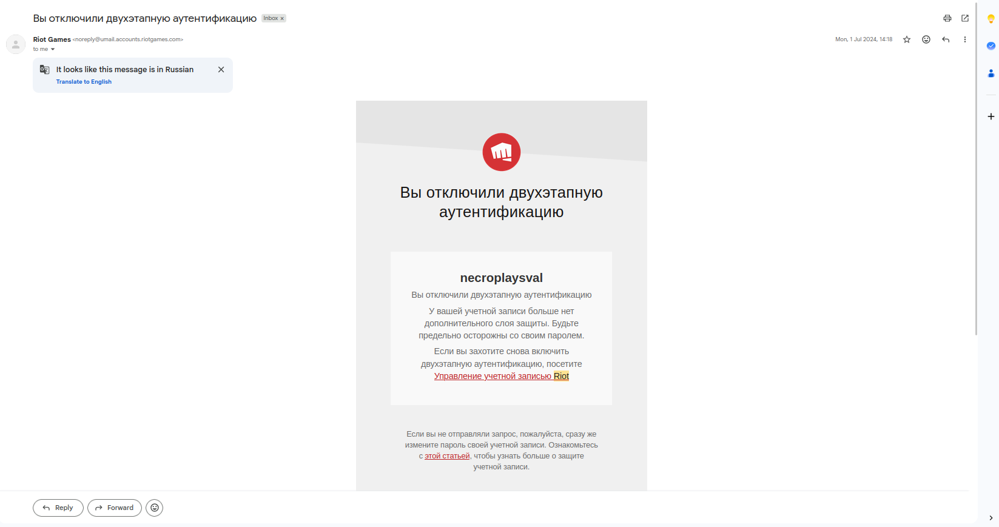 Вы отключили двухэтапную аутентификацию Inbox x
Riot Games <noreply@umail.accounts.riotgames.com> Mon, 1 Jul 2024, 14:18
to me
It looks like this message is in Russian
Translate to English
Вы отключили двухэтапную
аутентификацию
necroplaysval
Вы отключили двухэтапную аутентификацию
У вашей учетной записи больше нет
дополнительного слоя защиты. Будьте
предельно осторожны со своим паролем.
Если вы захотите снова включить
двухэтапную аутентификацию, посетите
Управление учетной записью Riot
Если вы не отправляли запрос, пожалуйста, сразу же
измените пароль своей учетной записи. Ознакомьтесь
с этой статьей, чтобы узнать больше о защите
учетной записи.
Reply Forward